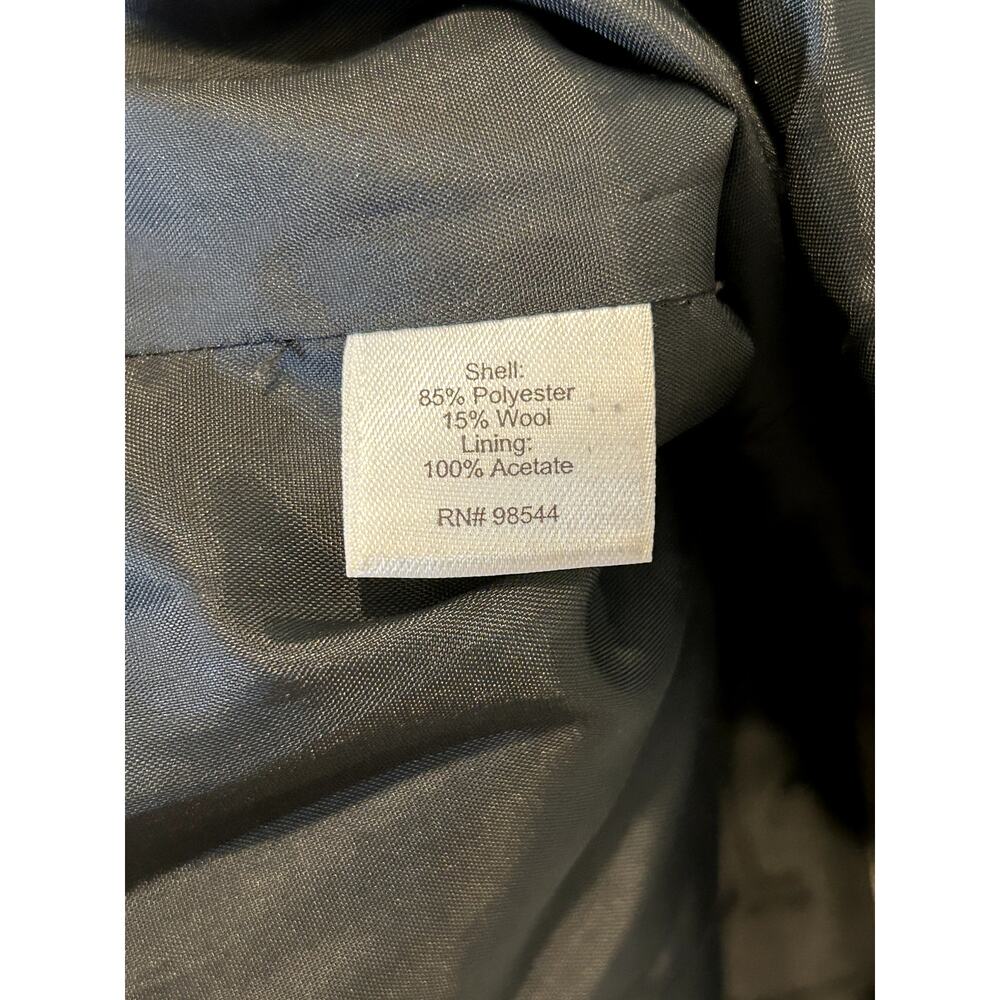 Shell:
85% Polyester
15% Wool
Lining:
100% Acetate
RN# 98544